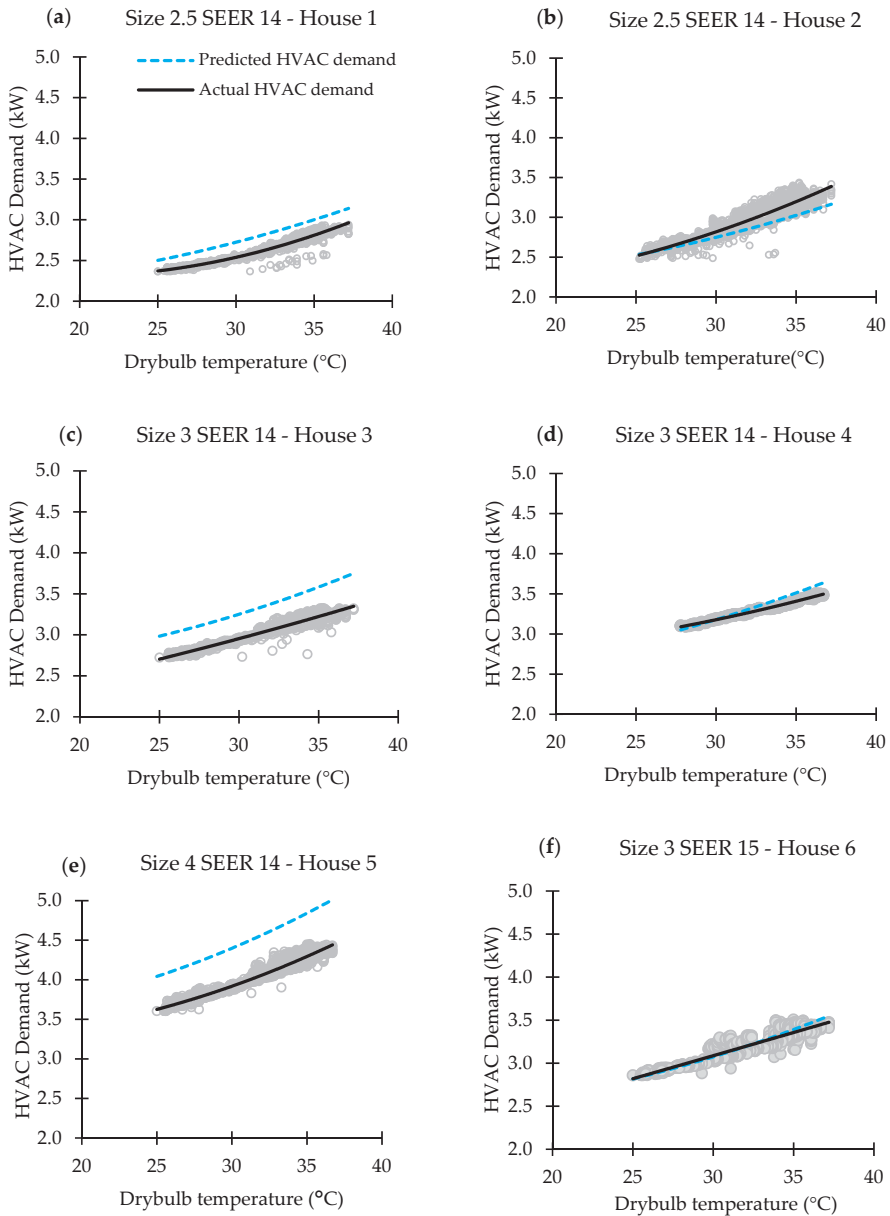 (a) Size 2.5 SEER 14 - House 1
Predicted HVAC demand
Actual HVAC demand
HVAC Demand (kW)
5.0
4.5
4.0
3.5
3.0
2.5
2.0
20 25 30 35 40
Drybulb temperature (°C)
(b) Size 2.5 SEER 14 - House 2
HVAC Demand (kW)
5.0
4.5
4.0
3.5
3.0
2.5
2.0
20 25 30 35 40
Drybulb temperature(°C)
(c) Size 3 SEER 14 - House 3
HVAC Demand (kW)
5.0
4.5
4.0
3.5
3.0
2.5
2.0
20 25 30 35 40
Drybulb temperature (°C)
(d) Size 3 SEER 14 - House 4
HVAC Demand (kW)
5.0
4.5
4.0
3.5
3.0
2.5
2.0
20 25 30 35 40
Drybulb temperature (°C)
(e) Size 4 SEER 14 - House 5
HVAC Demand (kW)
5.0
4.5
4.0
3.5
3.0
2.5
2.0
20 25 30 35 40
Drybulb temperature (°C)
(f) Size 3 SEER 15 - House 6
HVAC Demand (kW)
5.0
4.5
4.0
3.5
3.0
2.5
2.0
20 25 30 35 40
Drybulb temperature (°C)